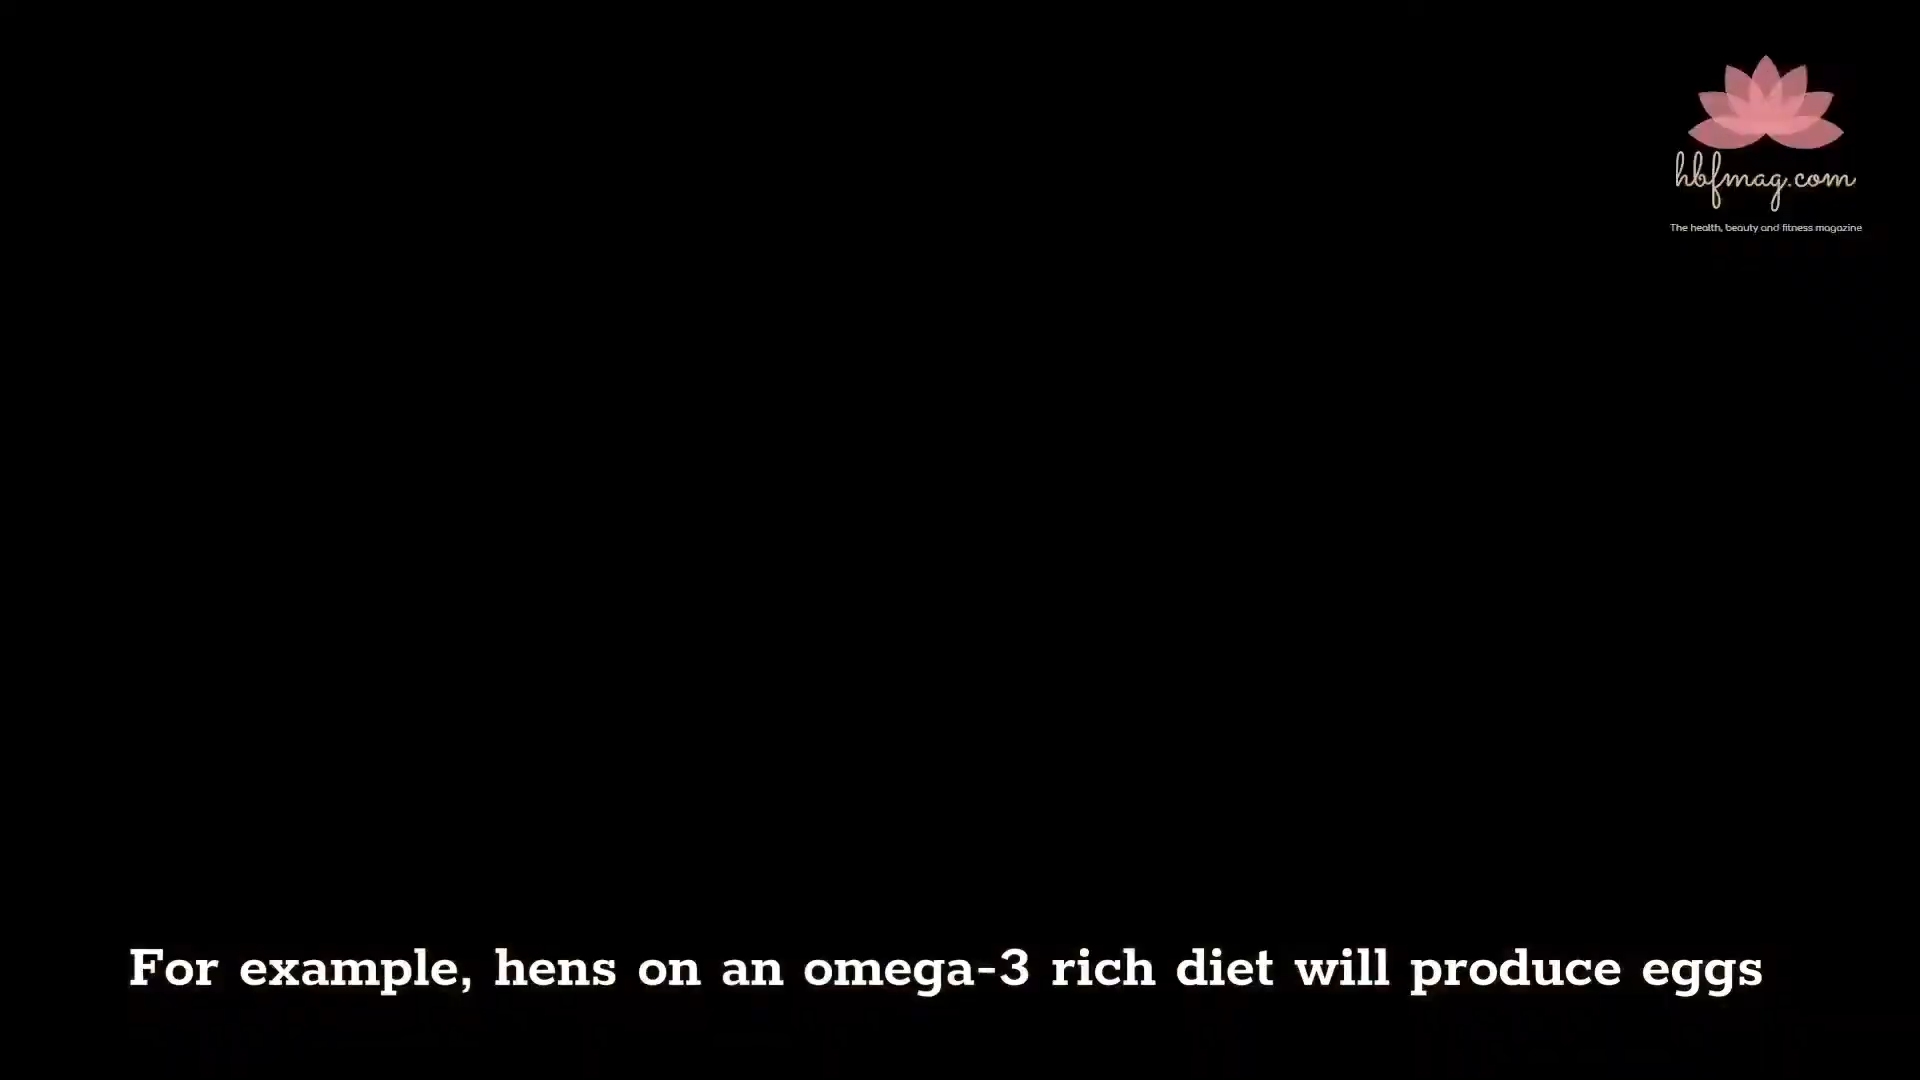 hbfmag.com
The health, beauty and fitness magazine
For example, hens on an omega-3 rich diet will produce eggs